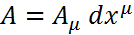 A = A_μ dx^μ